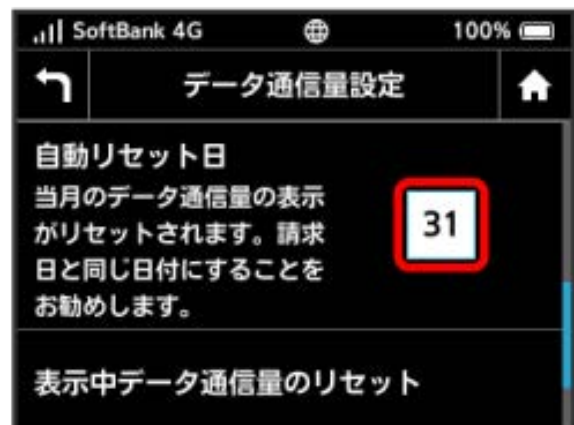 SoftBank 4G 100%
データ通信量設定
自動リセット日
当月のデータ通信量の表示
がリセットされます。請求
日と同じ日付にすることを
お勧めします。
31
表示中データ通信量のリセット